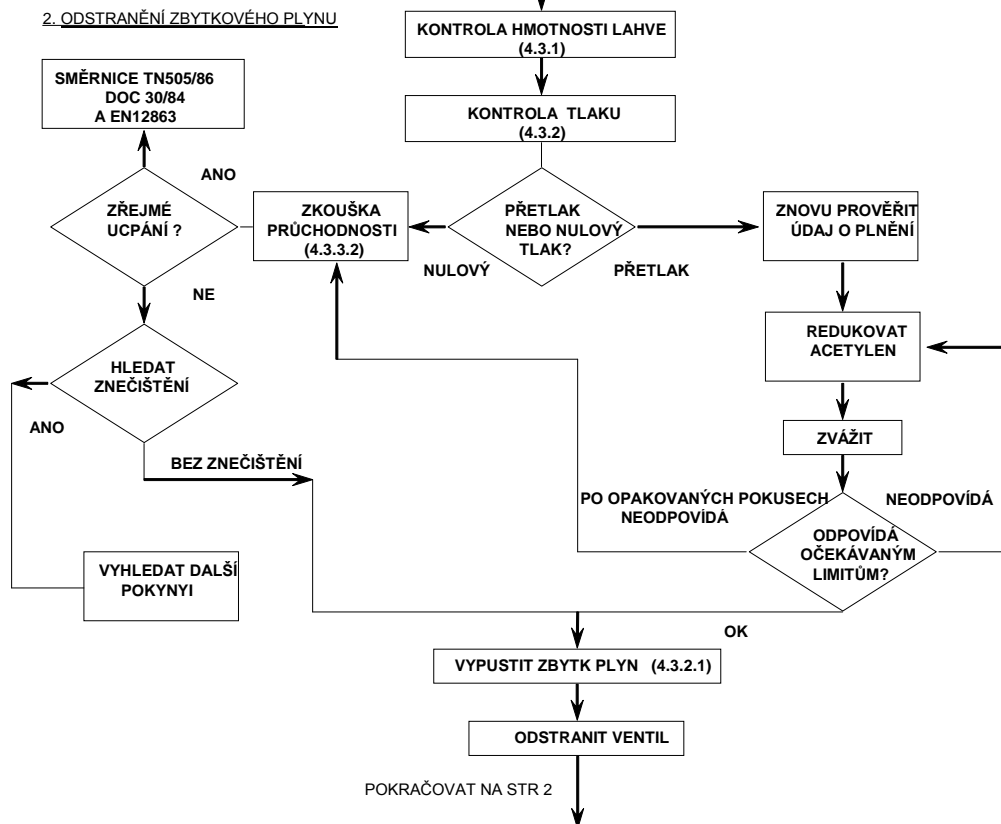 2. ODSTRANĚNÍ ZBYTKOVÉHO PLYNU
KONTROLA HMOTNOSTI LAHVE
(4.3.1)
SMĚRNICE TN505/86
DOC 30/84
A EN12863
KONTROLA TLAKU
(4.3.2)
ANO
ZŘEJMÉ
UCPÁNÍ ?
ZKOUŠKA
PRŮCHODNOSTI
(4.3.3.2)
PŘETLAK
NEBO NULOVÝ
TLAK?
ZNOVU PROVĚŘIT
ÚDAJ O PLNĚNÍ
NULOVÝ
PŘETLAK
NE
REDUKOVAT
ACETYLEN
HLEDAT
ZNEČIŠTĚNÍ
ANO
ZVÁŽIT
BEZ ZNEČIŠTĚNÍ
PO OPAKOVANÝCH POKUSECH
NEODPOVÍDÁ
NEODPOVÍDÁ
ODPOVÍDÁ
OČEKÁVANÝM
LIMITŮM?
VYHLEDAT DALŠÍ
POKYNYI
OK
VYPUSTIT ZBYTK PLYN (4.3.2.1)
ODSTRANIT VENTIL
POKRAČOVAT NA STR 2